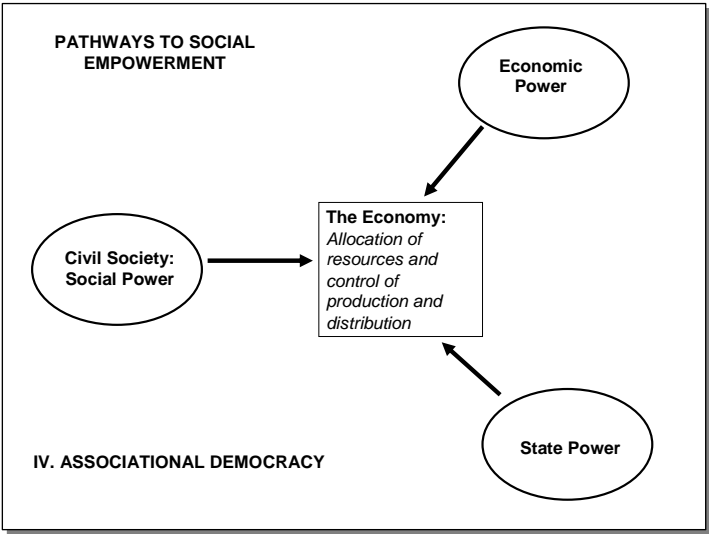 PATHWAYS TO SOCIAL
EMPOWERMENT
Economic
Power
The Economy:
Allocation of
resources and
control of
production and
distribution
Civil Society:
Social Power
State Power
IV. ASSOCIATIONAL DEMOCRACY